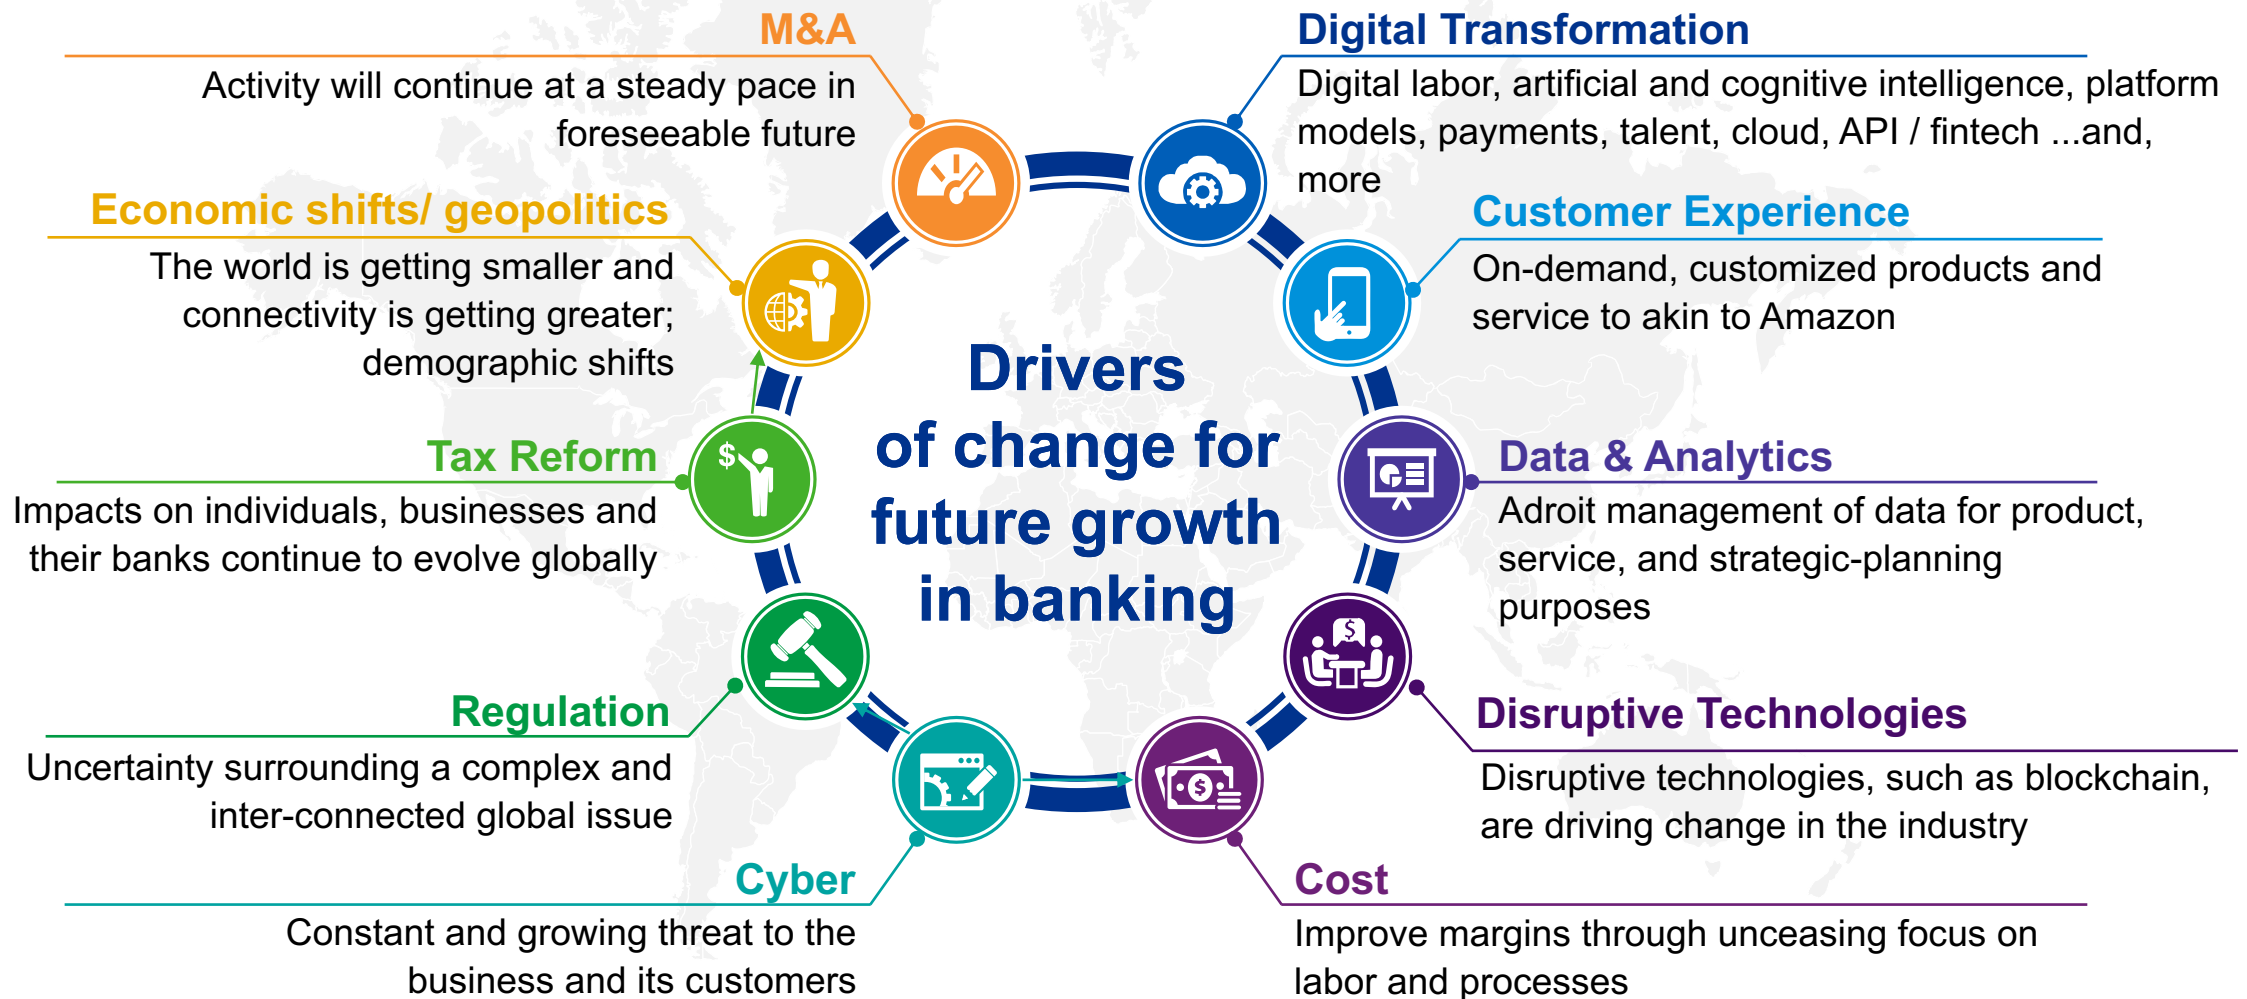 M&A
Activity will continue at a steady pace in
foreseeable future
Economic shifts/ geopolitics
The world is getting smaller and
connectivity is getting greater;
demographic shifts
Tax Reform
Impacts on individuals, businesses and
their banks continue to evolve globally
Regulation
Uncertainty surrounding a complex and
inter-connected global issue
Cyber
Constant and growing threat to the
business and its customers
Drivers
of change for
future growth
in banking
Digital Transformation
Digital labor, artificial and cognitive intelligence, platform
models, payments, talent, cloud, API / fintech ...and,
more
Customer Experience
On-demand, customized products and
service to akin to Amazon
Data & Analytics
Adroit management of data for product,
service, and strategic-planning
purposes
Disruptive Technologies
Disruptive technologies, such as blockchain,
are driving change in the industry
Cost
Improve margins through unceasing focus on
labor and processes
$
$
$